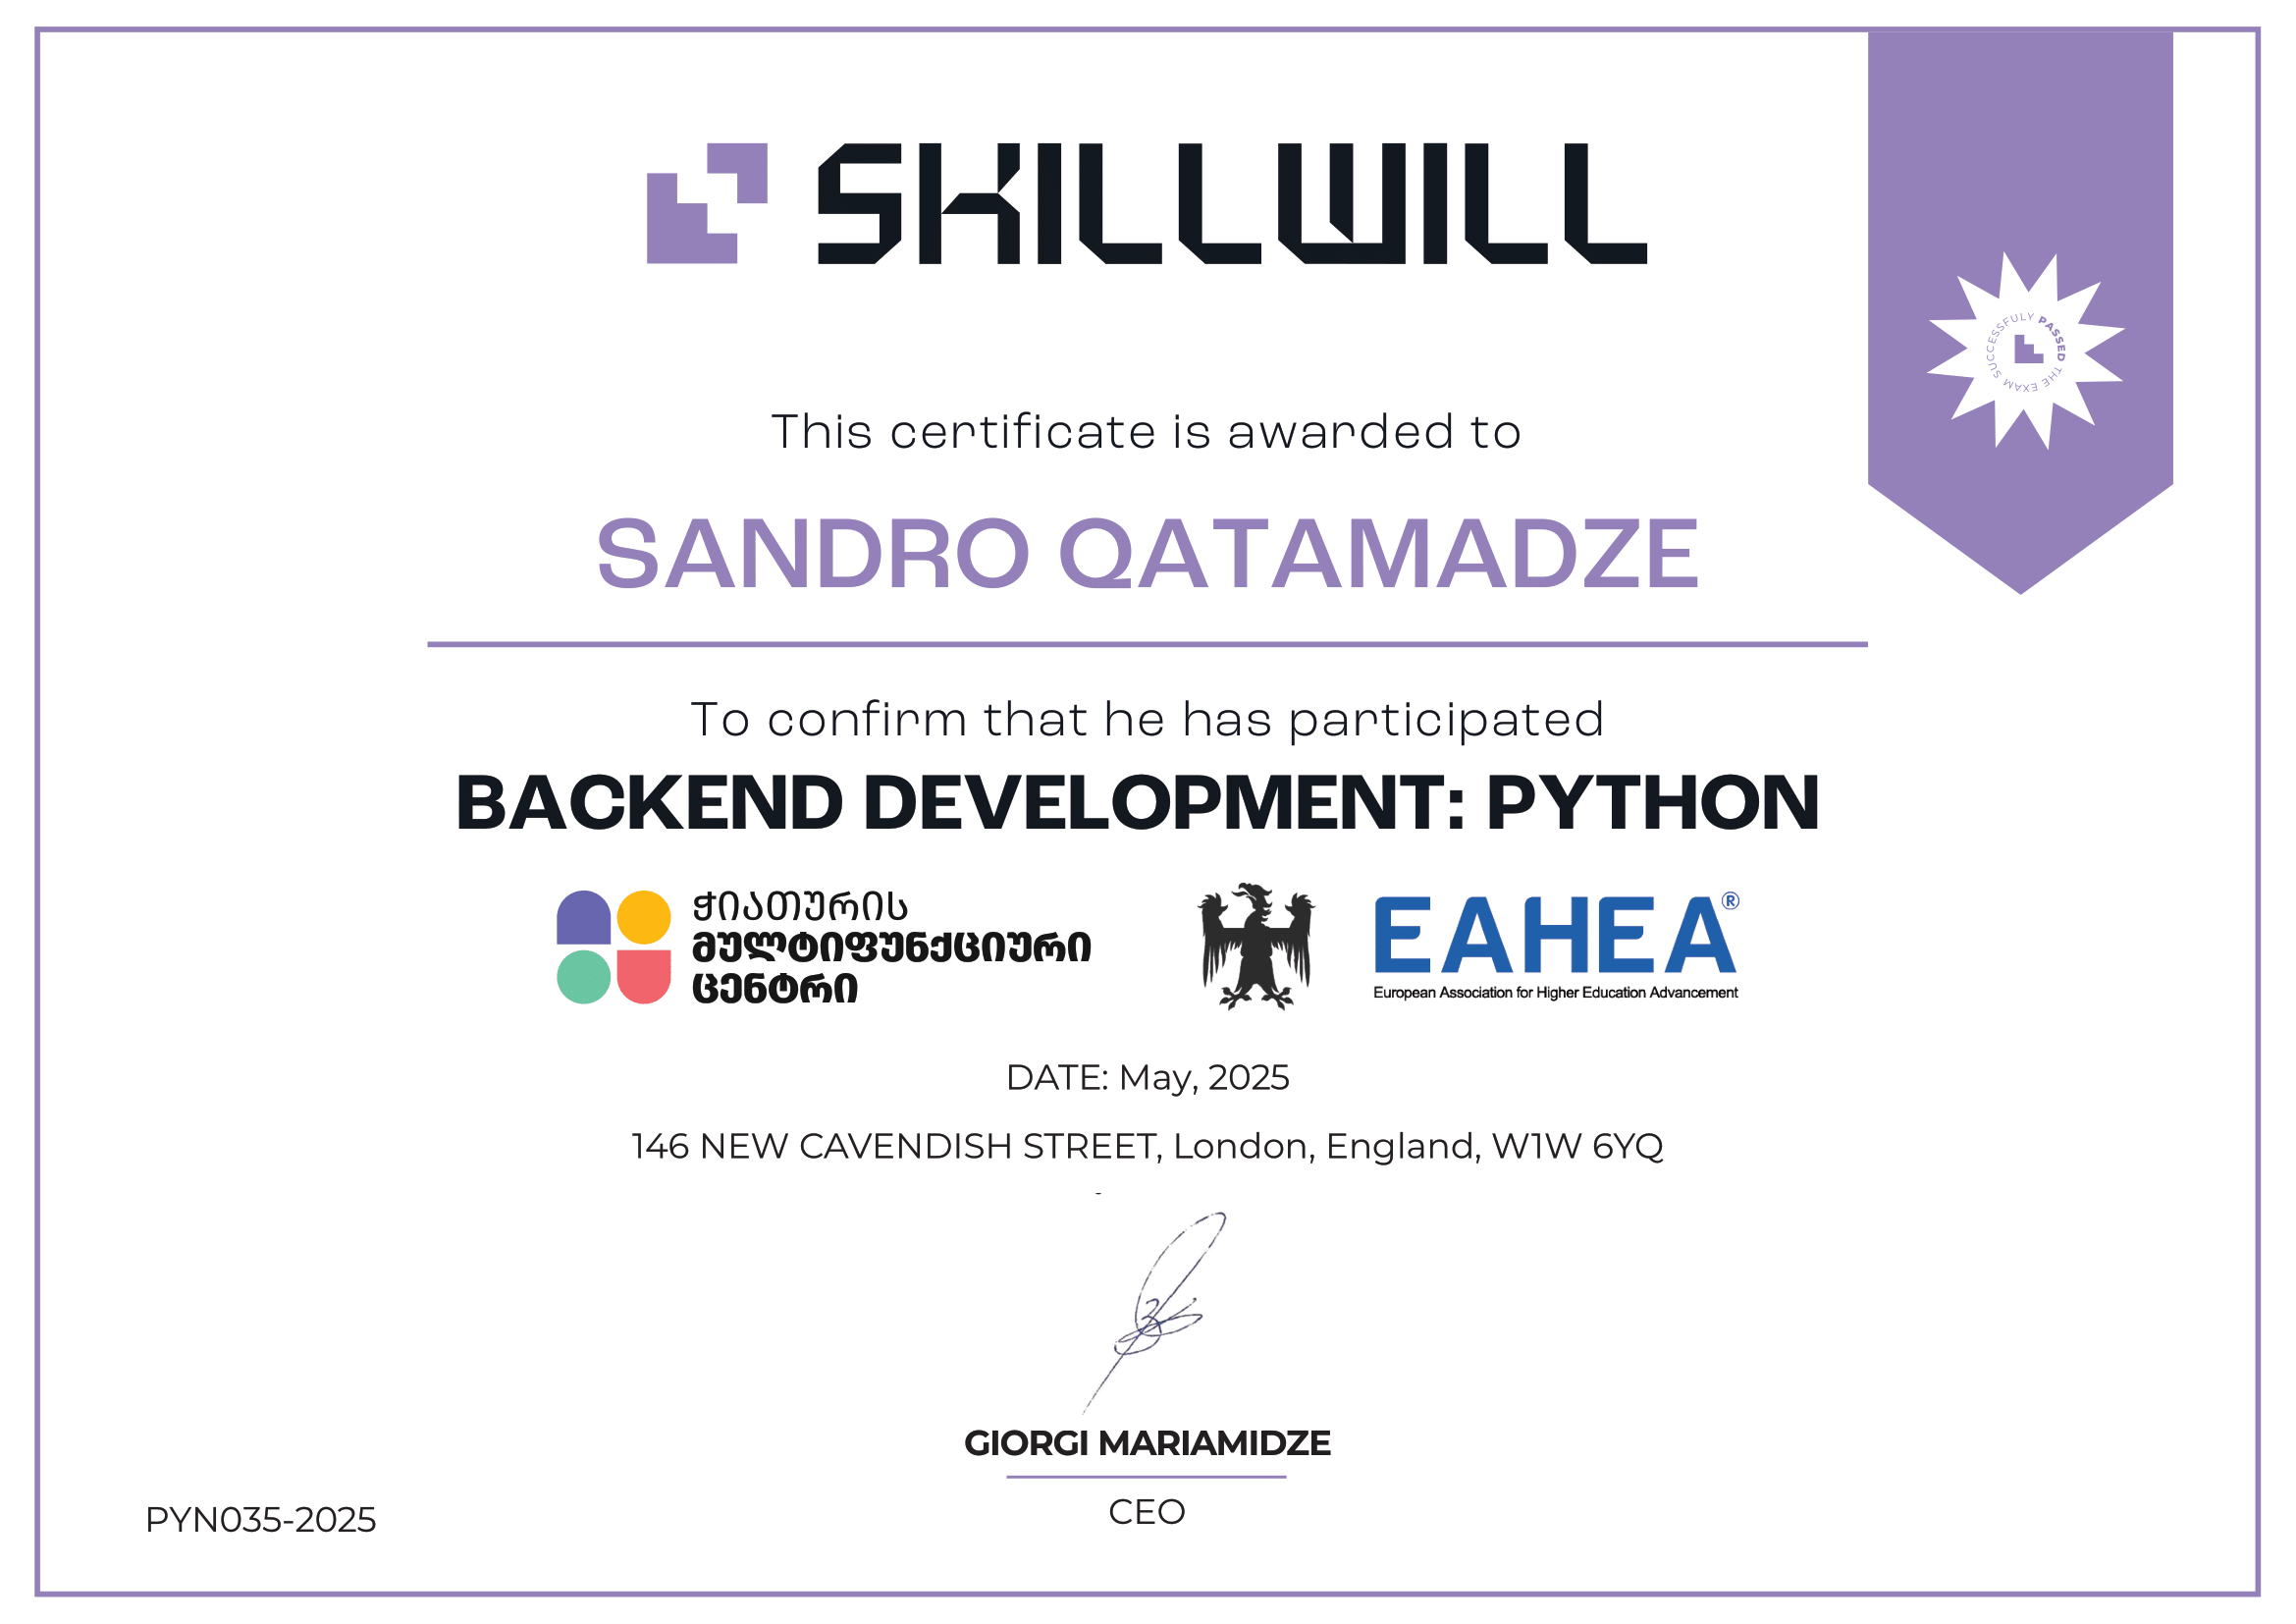 SKILLWILL
SUCCESSFULY PASSED THE EXAM
This certificate is awarded to
SANDRO QATAMADZE
To confirm that he has participated
BACKEND DEVELOPMENT: PYTHON
ჭიათურის
მულტიფუნქციური
ცენტრი
EAHEA®
European Association for Higher Education Advancement
DATE: May, 2025
146 NEW CAVENDISH STREET, London, England, W1W 6YQ
GIORGI MARIAMIDZE
CEO
PYN035-2025